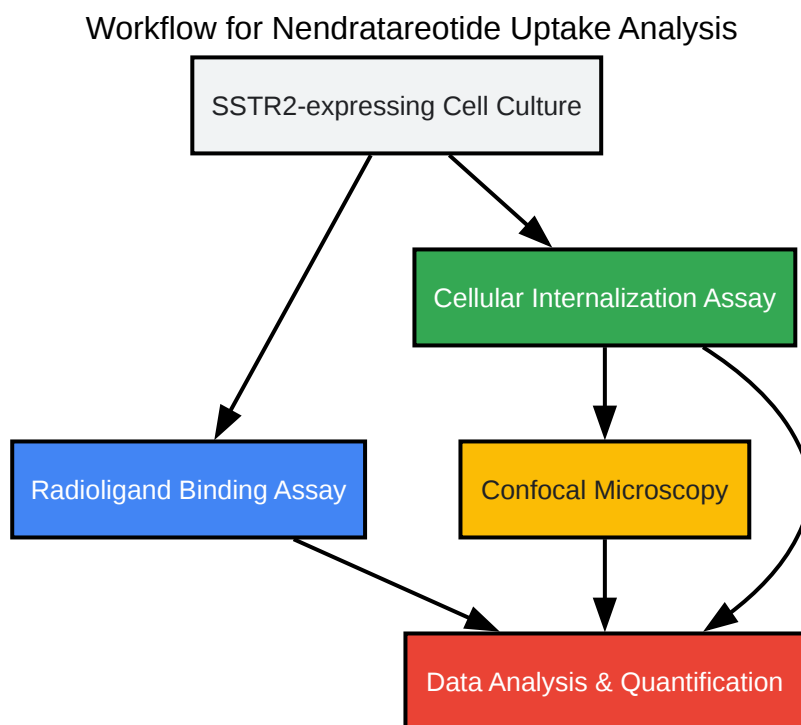 Workflow for Nendratareotide Uptake Analysis
SSTR2-expressing Cell Culture
Cellular Internalization Assay
Radioligand Binding Assay
Confocal Microscopy
Data Analysis & Quantification